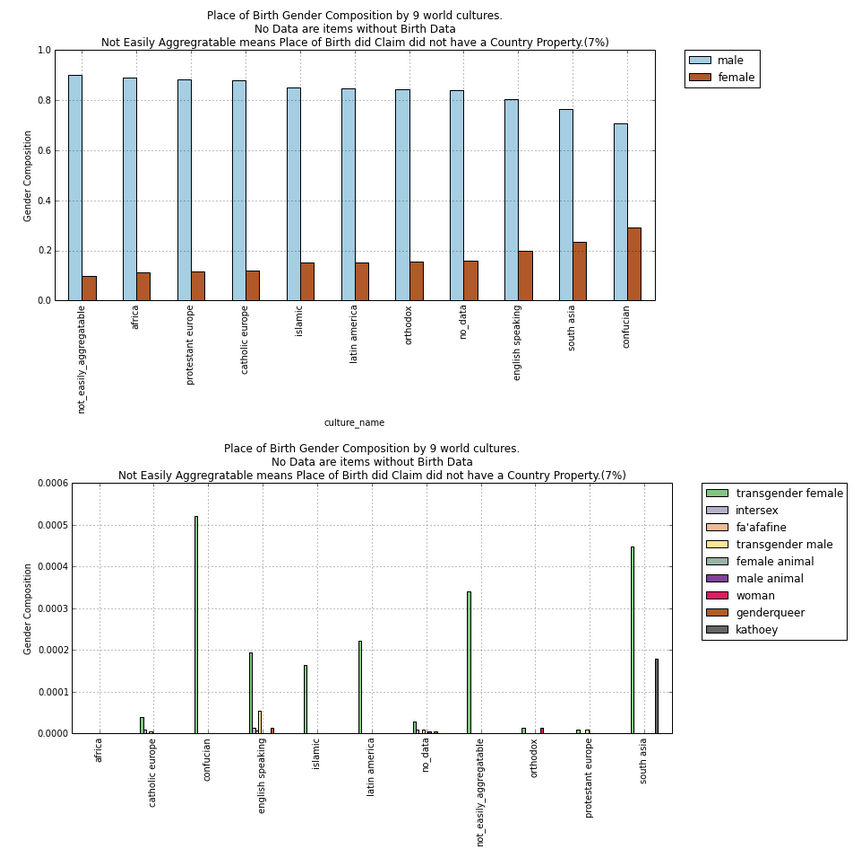 Place of Birth Gender Composition by 9 world cultures.
No Data are items without Birth Data
Not Easily Aggregratable means Place of Birth did Claim did not have a Country Property.(7%)
1.0
0.8
0.6
0.4
0.2
0.0
Gender Composition
male
female
not_easily_aggregatable
africa
protestant europe
catholic europe
islamic
latin america
orthodox
no_data
english speaking
south asia
confucian
culture_name
Place of Birth Gender Composition by 9 world cultures.
No Data are items without Birth Data
Not Easily Aggregratable means Place of Birth did Claim did not have a Country Property.(7%)
0.0006
0.0005
0.0004
0.0003
0.0002
0.0001
0.0000
Gender Composition
transgender female
intersex
fa'afafine
transgender male
female animal
male animal
woman
genderqueer
kathoey
africa
catholic europe
confucian
english speaking
islamic
latin america
no_data
not_easily_aggregatable
orthodox
protestant europe
south asia